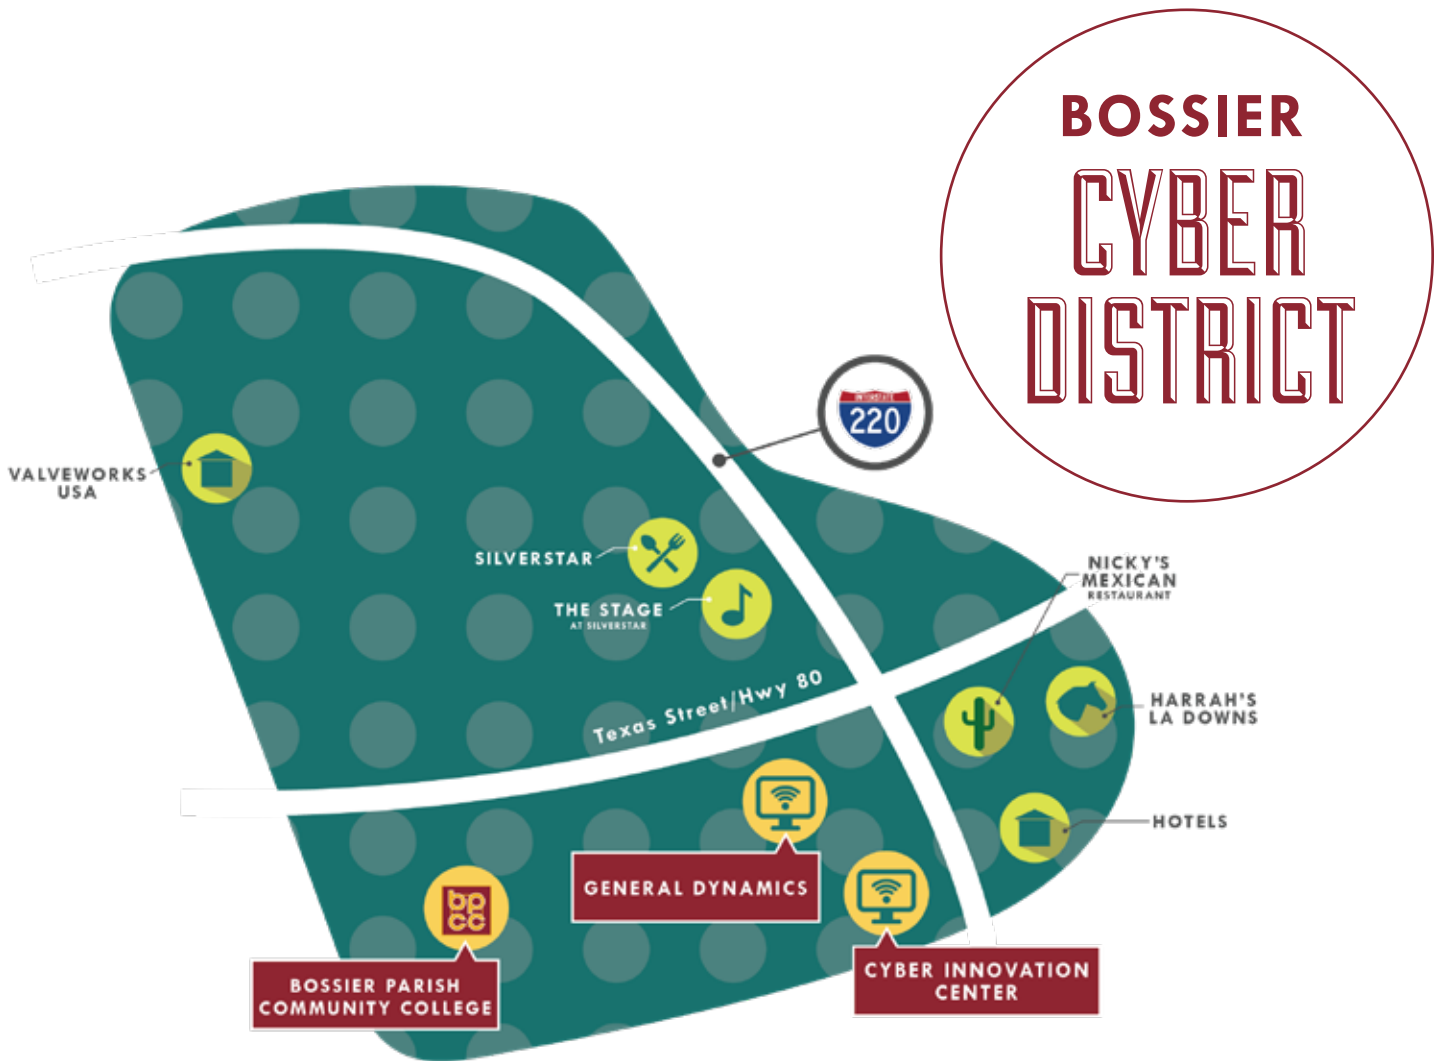 BOSSIER
CYBER
DISTRICT
INTERSTATE
220
VALVEWORKS
USA
SILVERSTAR
THE STAGE
AT SILVERSTAR
NICKY'S
MEXICAN
RESTAURANT
Texas Street/Hwy 80
HARRAH'S
LA DOWNS
HOTELS
GENERAL DYNAMICS
bp
cc
BOSSIER PARISH
COMMUNITY COLLEGE
CYBER INNOVATION
CENTER